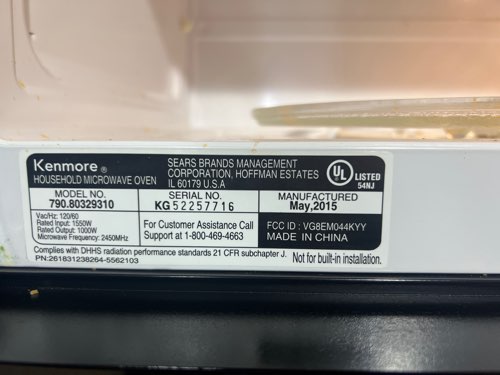 Kenmore ®
HOUSEHOLD MICROWAVE OVEN
SEARS BRANDS MANAGEMENT
CORPORATION, HOFFMAN ESTATES
IL 60179 U.S.A
UL
LISTED
54NJ
MODEL NO.
790.80329310
SERIAL NO.
KG 52257716
MANUFACTURED
May,2015
Vac/Hz: 120/60
Rated Input: 1550W
Rated Output: 1000W
Microwave Frequency: 2450MHz
For Customer Assistance Call
Support at 1-800-469-4663
FCC ID : VG8EM044KYY
MADE IN CHINA
Complies with DHHS radiation performance standards 21 CFR subchapter J.
PN:261831238264-5562103
Not for built-in installation.